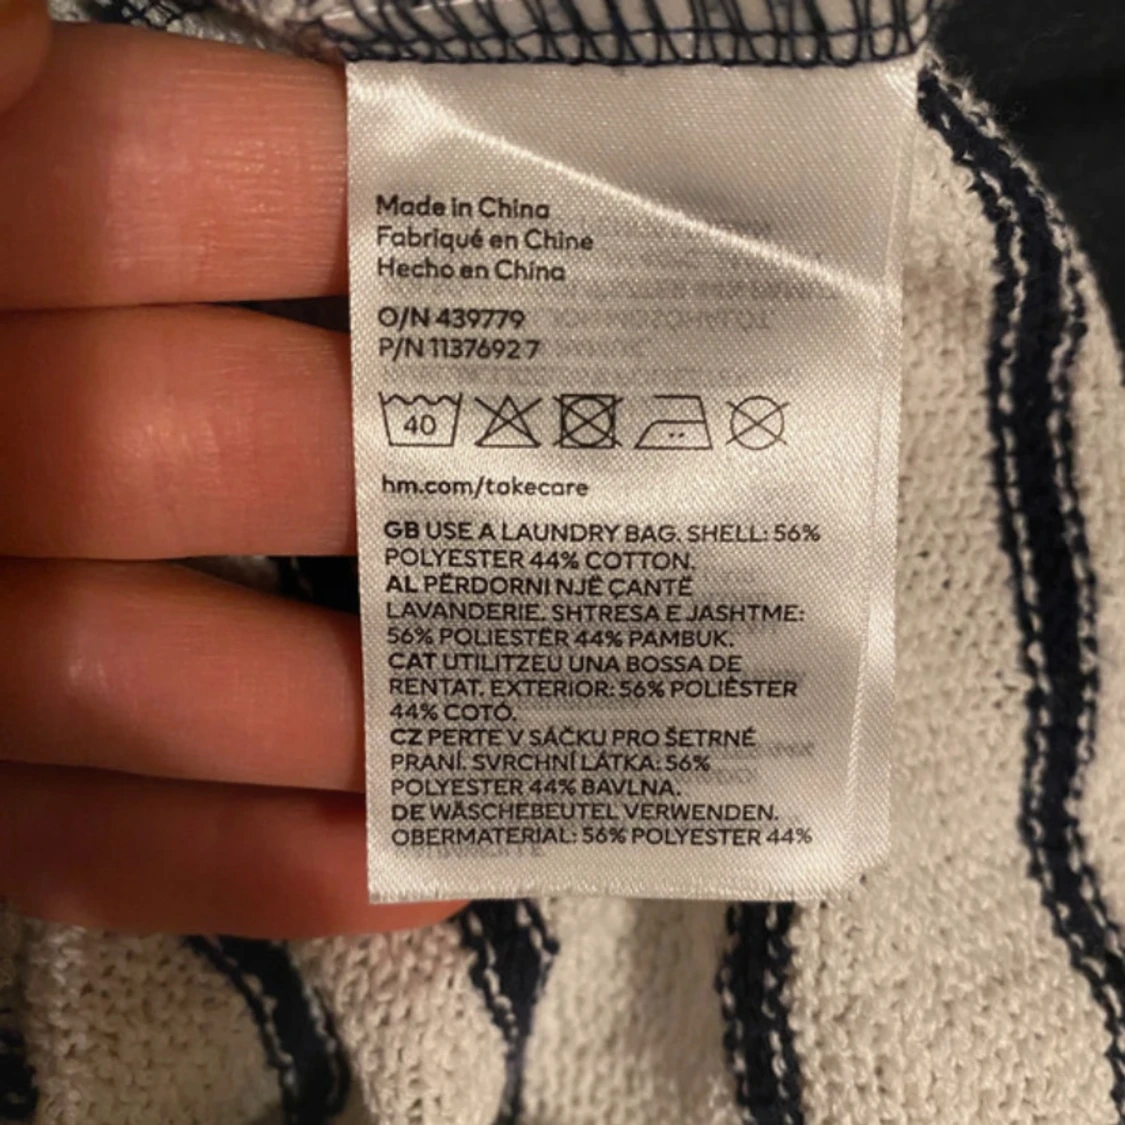 Made in China
Fabriqué en Chine
Hecho en China
O/N 439779
P/N 11376927
40
hm.com/takecare
GB USE A LAUNDRY BAG. SHELL: 56%
POLYESTER 44% COTTON.
AL PËRDORNI NJË ÇANTË
LAVANDERIE. SHTRESA E JASHTME:
56% POLIESTËR 44% PAMBUK.
CAT UTILITZEU UNA BOSSA DE
RENTAT. EXTERIOR: 56% POLIÈSTER
44% COTÓ.
CZ PERTE V SÁČKU PRO ŠETRNÉ
PRANÍ. SVRCHNÍ LÁTKA: 56%
POLYESTER 44% BAVLNA.
DE WÄSCHEBEUTEL VERWENDEN.
OBERMATERIAL: 56% POLYESTER 44%